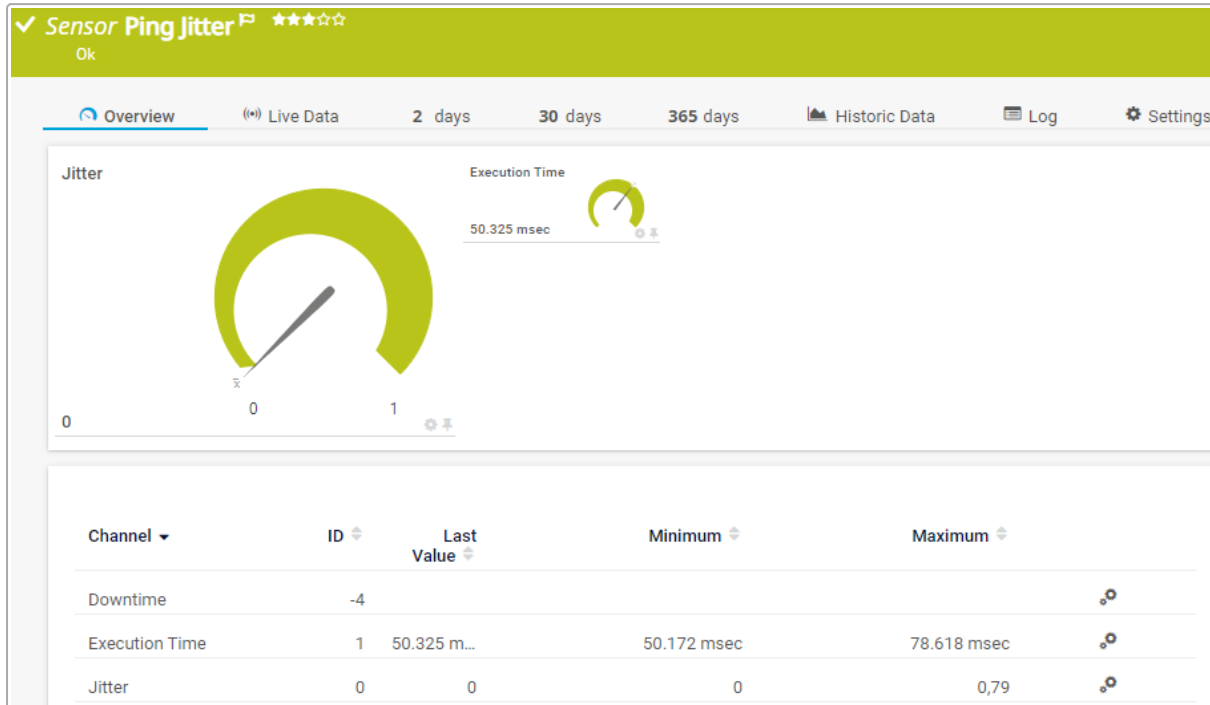 Sensor Ping Jitter
Ok
Overview Live Data 2 days 30 days 365 days Historic Data Log Settings
Jitter
Execution Time
50.325 msec
x̄
0 1
0
Channel ID Last Value Minimum Maximum
Downtime -4
Execution Time 1 50.325 m... 50.172 msec 78.618 msec
Jitter 0 0 0 0,79